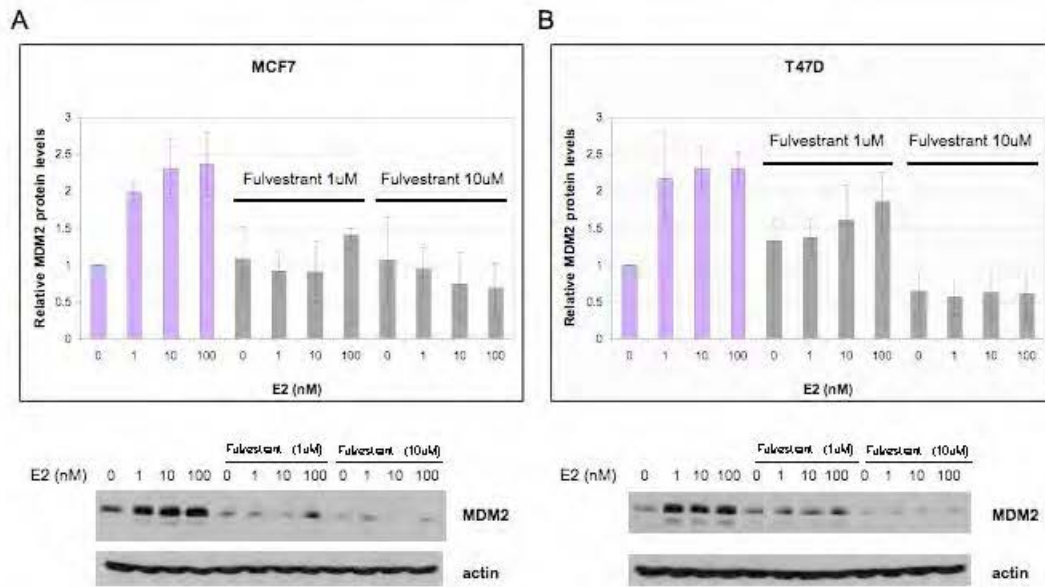 A
MCF7
Relative MDM2 protein levels
3
2.5
2
1.5
1
0.5
0
Fulvestrant 1uM
Fulvestrant 10uM
0 1 10 100 0 1 10 100 0 1 10 100
E2 (nM)
Fulvestrant (1uM) Fulvestrant (10uM)
E2 (nM) 0 1 10 100 0 1 10 100 0 1 10 100
MDM2
actin
B
T47D
Relative MDM2 protein levels
3
2.5
2
1.5
1
0.5
0
Fulvestrant 1uM
Fulvestrant 10uM
0 1 10 100 0 1 10 100 0 1 10 100
E2 (nM)
Fulvestrant (1uM) Fulvestrant (10uM)
E2 (nM) 0 1 10 100 0 1 10 100 0 1 10 100
MDM2
actin